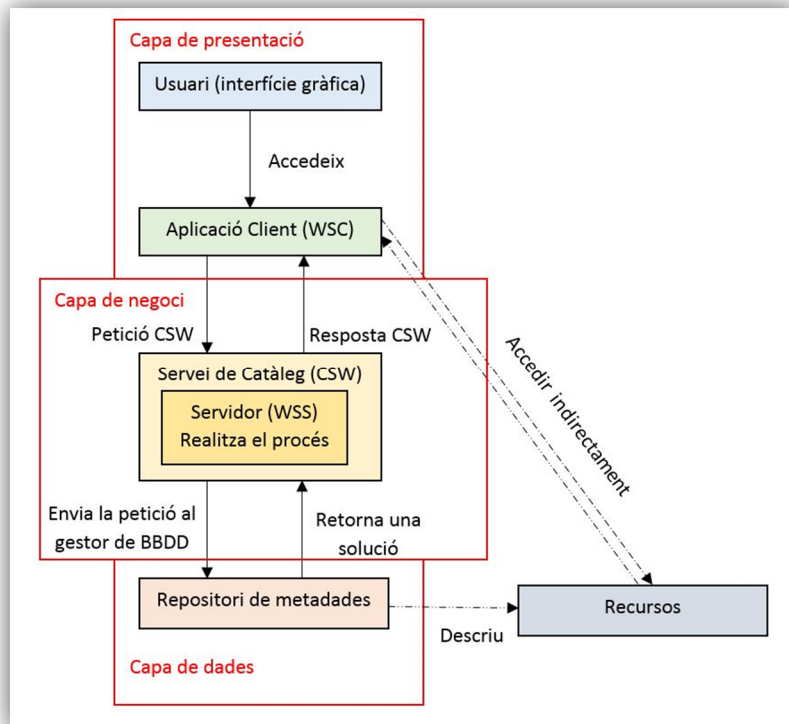 Capa de presentació
Usuari (interfície gràfica)
Accedeix
Aplicació Client (WSC)
Capa de negoci
Petició CSW
Resposta CSW
Servei de Catàleg (CSW)
Servidor (WSS)
Realitza el procés
Accedir indirectament
Envia la petició al
gestor de BBDD
Retorna una
solució
Repositori de metadades
Recursos
Descriu
Capa de dades